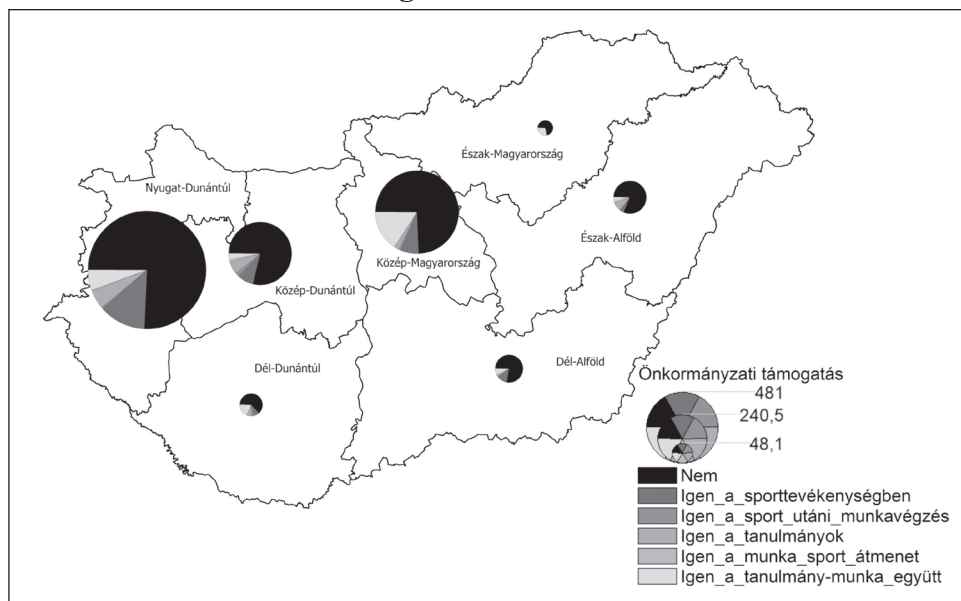 Észak-Magyarország
Nyugat-Dunántúl
Észak-Alföld
Közép-Magyarország
Közép-Dunántúl
Dél-Alföld
Dél-Dunántúl
Önkormányzati támogatás
481
240,5
48,1
Nem
Igen_a_sporttevékenységben
Igen_a_sport_utáni_munkavégzés
Igen_a_tanulmányok
Igen_a_munka_sport_átmenet
Igen_a_tanulmány-munka_együtt